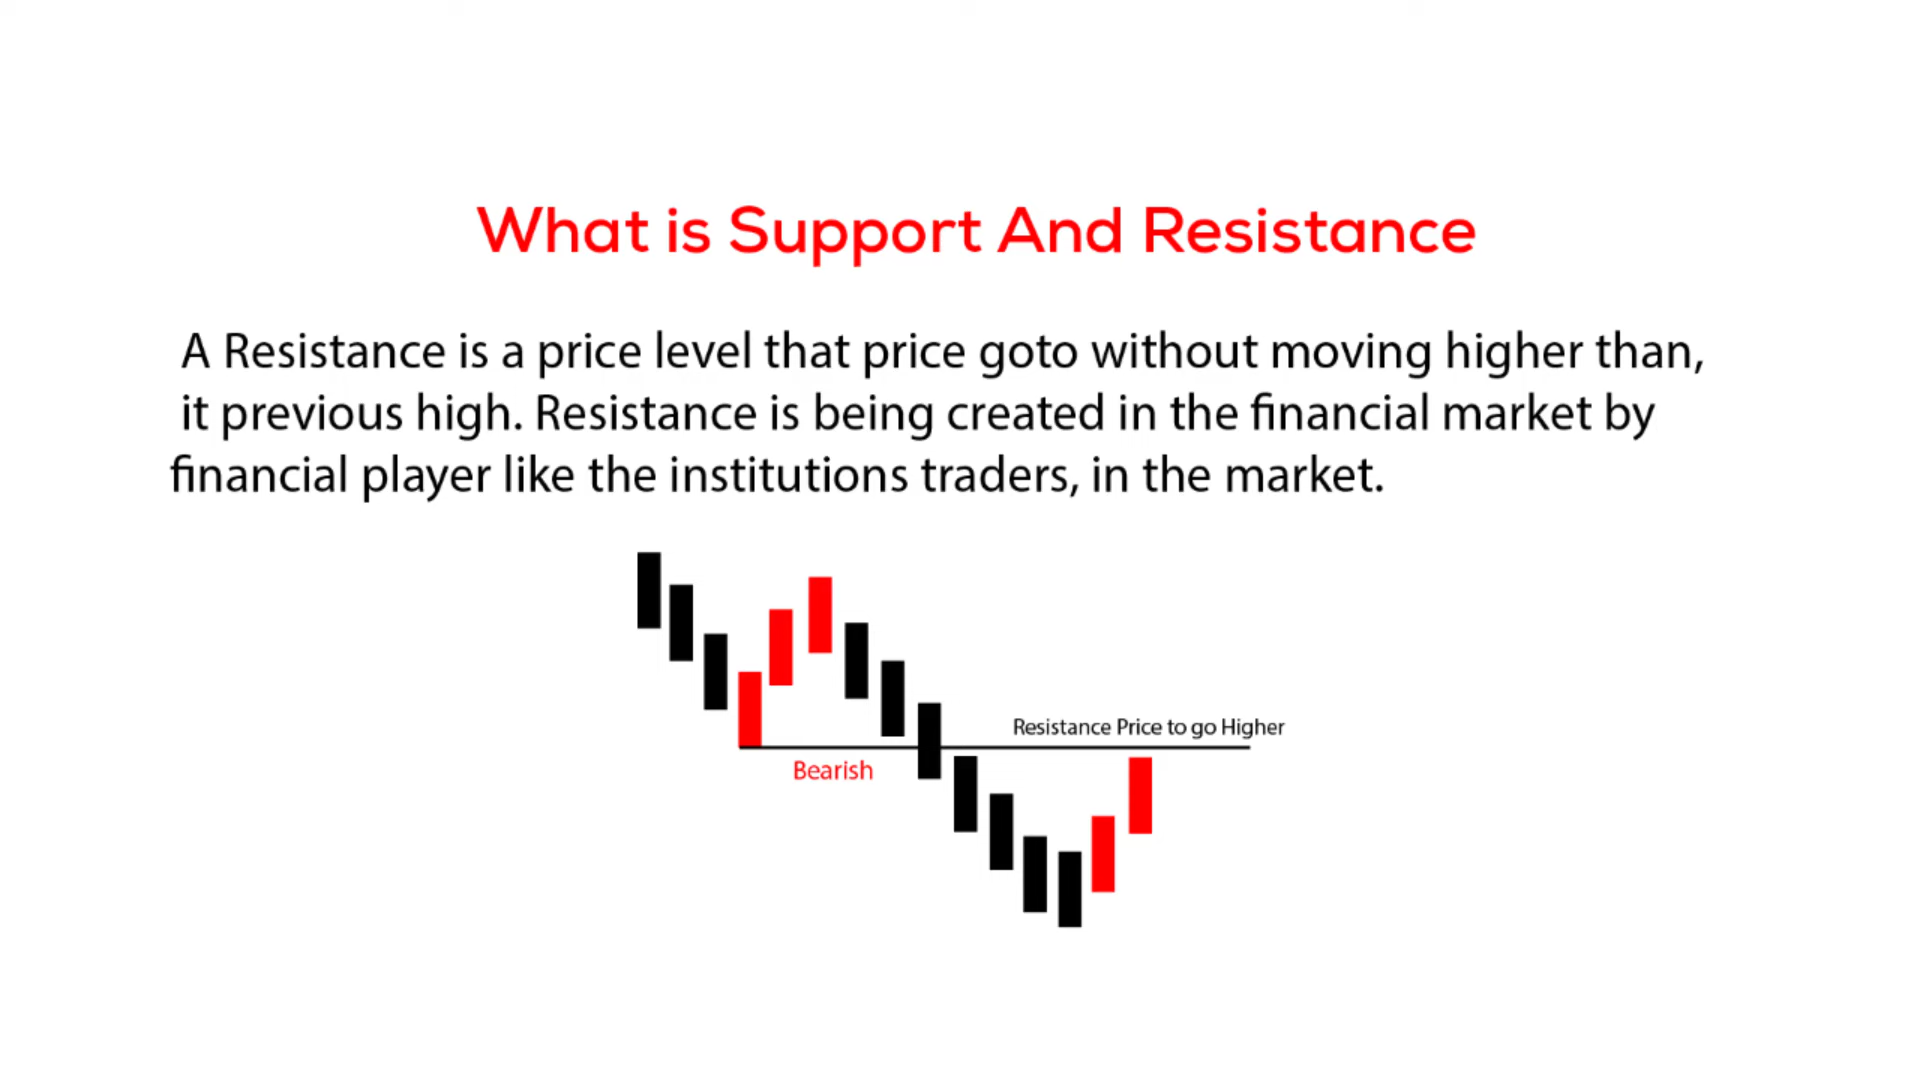 What is Support And Resistance
A Resistance is a price level that price goto without moving higher than,
it previous high. Resistance is being created in the financial market by
financial player like the institutions traders, in the market.
Resistance Price to go Higher
Bearish